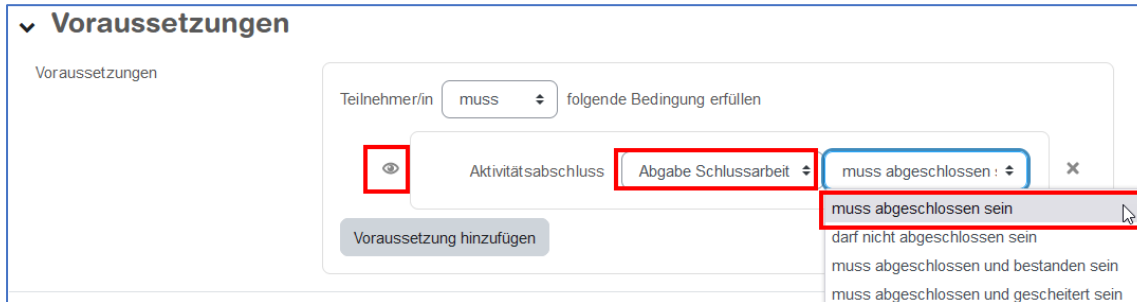 Voraussetzungen
Voraussetzungen
Teilnehmer/in muss folgende Bedingung erfüllen
Aktivitätsabschluss Abgabe Schlussarbeit muss abgeschlossen :
muss abgeschlossen sein
Voraussetzung hinzufügen
darf nicht abgeschlossen sein
muss abgeschlossen und bestanden sein
muss abgeschlossen und gescheitert sein